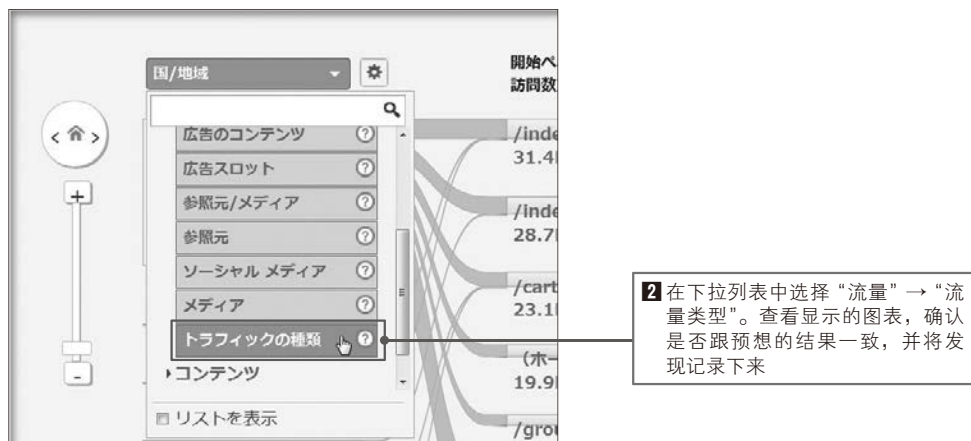 国/地域
開始ペ
訪問数
広告のコンテンツ
/inde
31.4
広告スロット
参照元/メディア
/inde
28.7
参照元
ソーシャル メディア
/cart
23.1
メディア
トラフィックの種類
(ホー
19.9
コンテンツ
リストを表示
/grou
2 在下拉列表中选择“流量”→“流
量类型”。查看显示的图表，确认
是否跟预想的结果一致，并将发
现记录下来